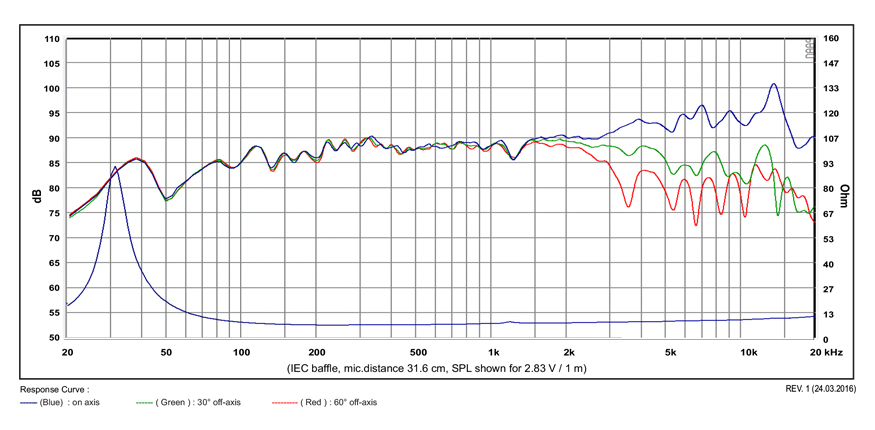 110 160
105 147
100 133
95 120
90 107
85 93
80 80
75 67
70 53
65 40
60 27
55 13
50 0
dB
Ohm
20 50 100 200 500 1k 2k 5k 10k 20 kHz
(IEC baffle, mic.distance 31.6 cm, SPL shown for 2.83 V / 1 m)
Response Curve : REV. 1 (24.03.2016)
(Blue) : on axis ( Green ) : 30° off-axis ( Red ) : 60° off-axis